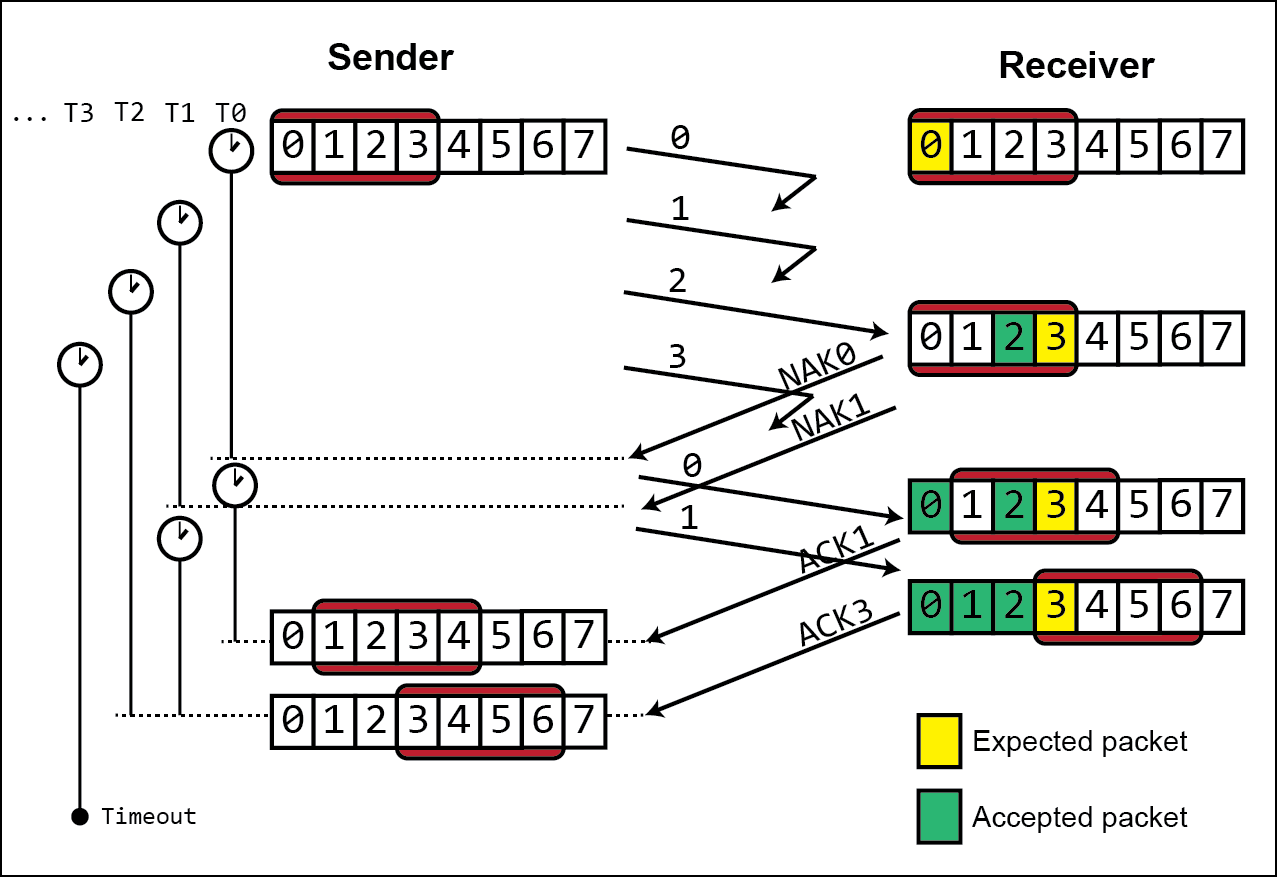 Sender
Receiver
... T3 T2 T1 T0
0 1 2 3 4 5 6 7
0
0 1 2 3 4 5 6 7
1
2
0 1 2 3 4 5 6 7
3
NAK0
NAK1
0
0 1 2 3 4 5 6 7
1
ACK1
0 1 2 3 4 5 6 7
ACK3
0 1 2 3 4 5 6 7
0 1 2 3 4 5 6 7
Expected packet
Timeout
Accepted packet